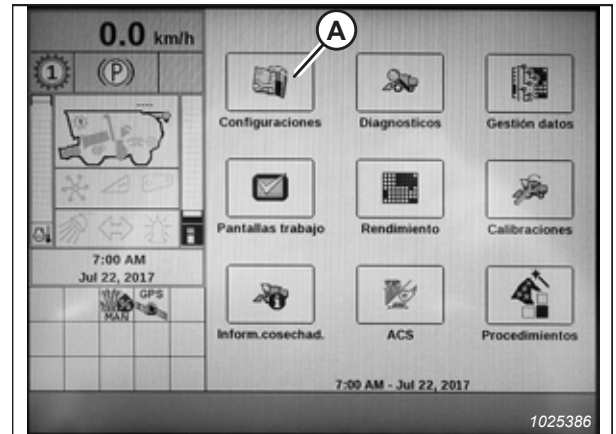 A
0.0 km/h
1
(P)
Configuraciones
Diagnosticos
Gestión datos
Pantallas trabajo
Rendimiento
Calibraciones
7:00 AM
Jul 22, 2017
MAN
GPS
Inform.cosechad.
ACS
Procedimientos
7:00 AM - Jul 22, 2017
1025386